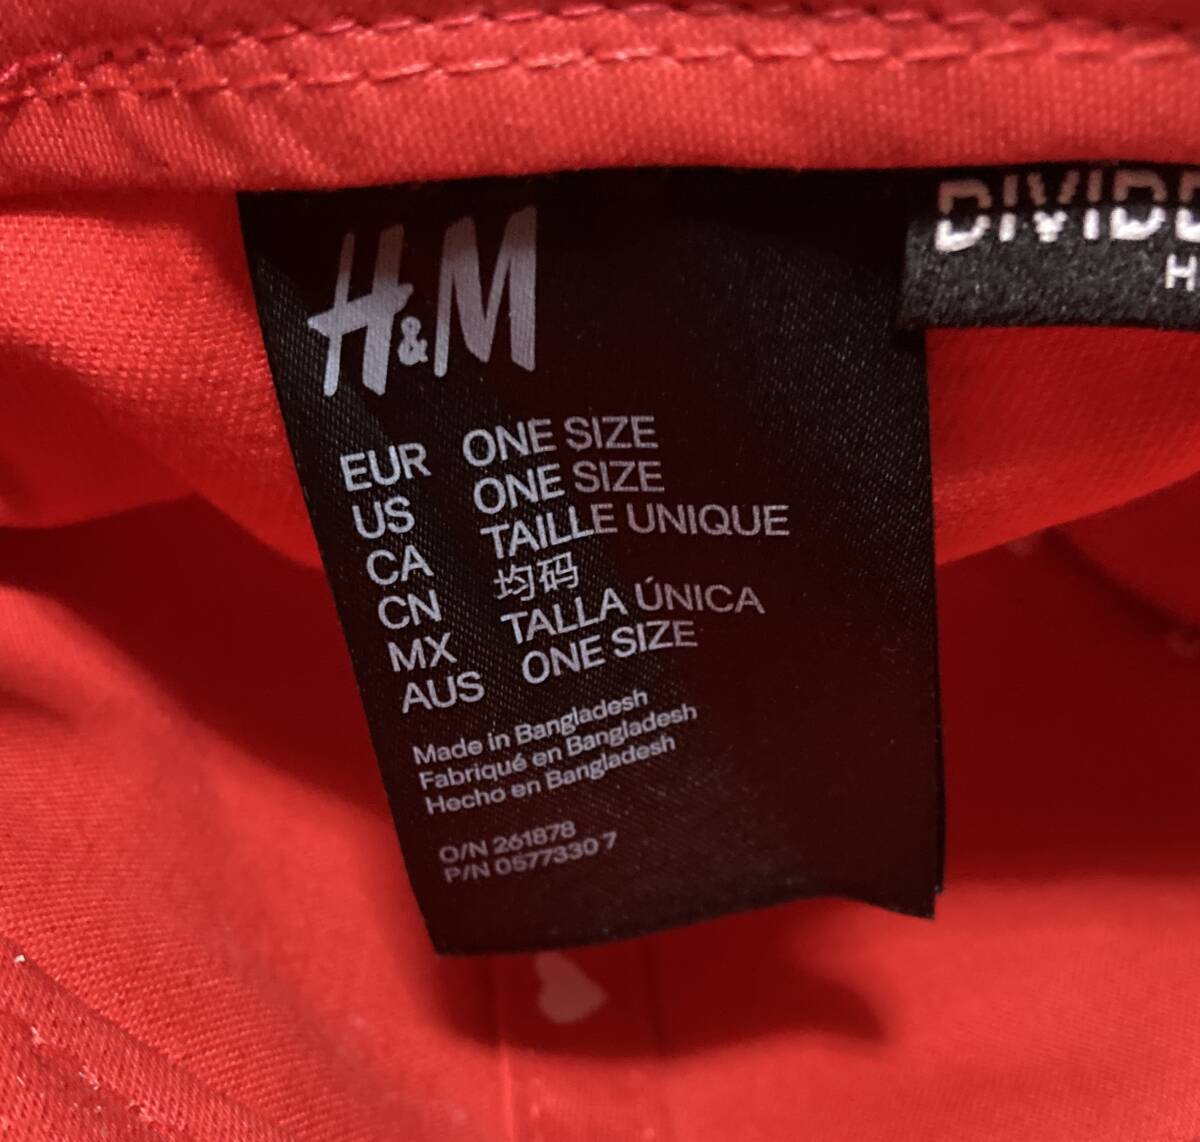 H&M
EUR ONE SIZE
US ONE SIZE
CA TAILLE UNIQUE
CN 均码
MX TALLA ÚNICA
AUS ONE SIZE
Made in Bangladesh
Fabriqué en Bangladesh
Hecho en Bangladesh
O/N 261878
P/N 0577330 7
DIVIDE
H